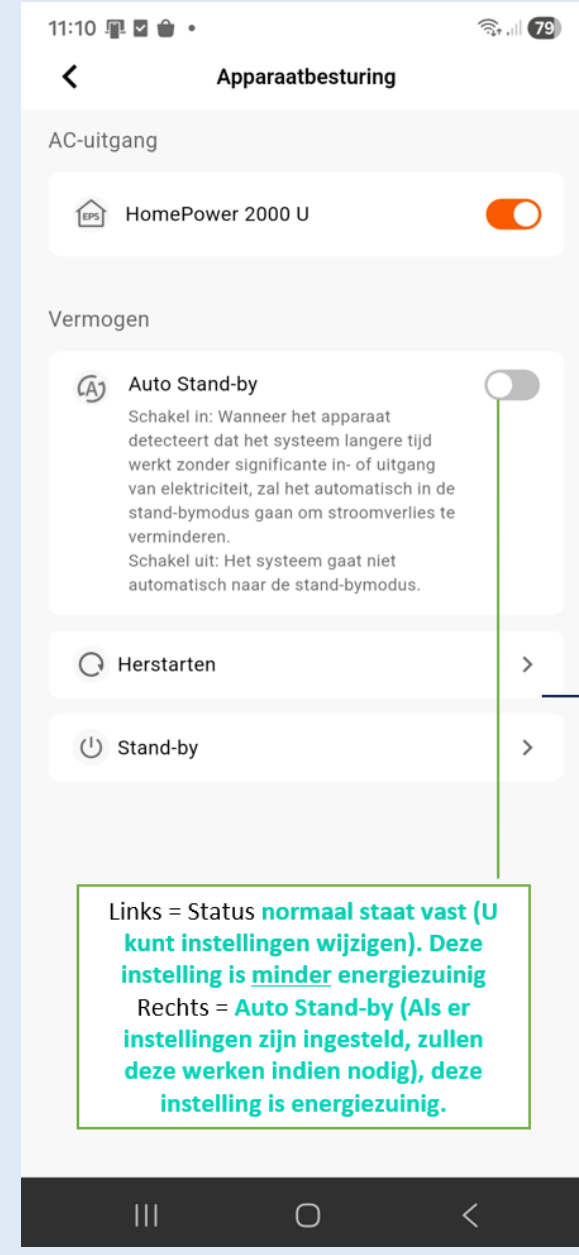 11:10
79
Apparaatbesturing
AC-uitgang
EPS
HomePower 2000 U
Vermogen
A
Auto Stand-by
Schakel in: Wanneer het apparaat
detecteert dat het systeem langere tijd
werkt zonder significante in- of uitgang
van elektriciteit, zal het automatisch in de
stand-bymodus gaan om stroomverlies te
verminderen.
Schakel uit: Het systeem gaat niet
automatisch naar de stand-bymodus.
Herstarten
Stand-by
Links = Status normaal staat vast (U
kunt instellingen wijzigen). Deze
instelling is minder energiezuinig
Rechts = Auto Stand-by (Als er
instellingen zijn ingesteld, zullen
deze werken indien nodig), deze
instelling is energiezuinig.